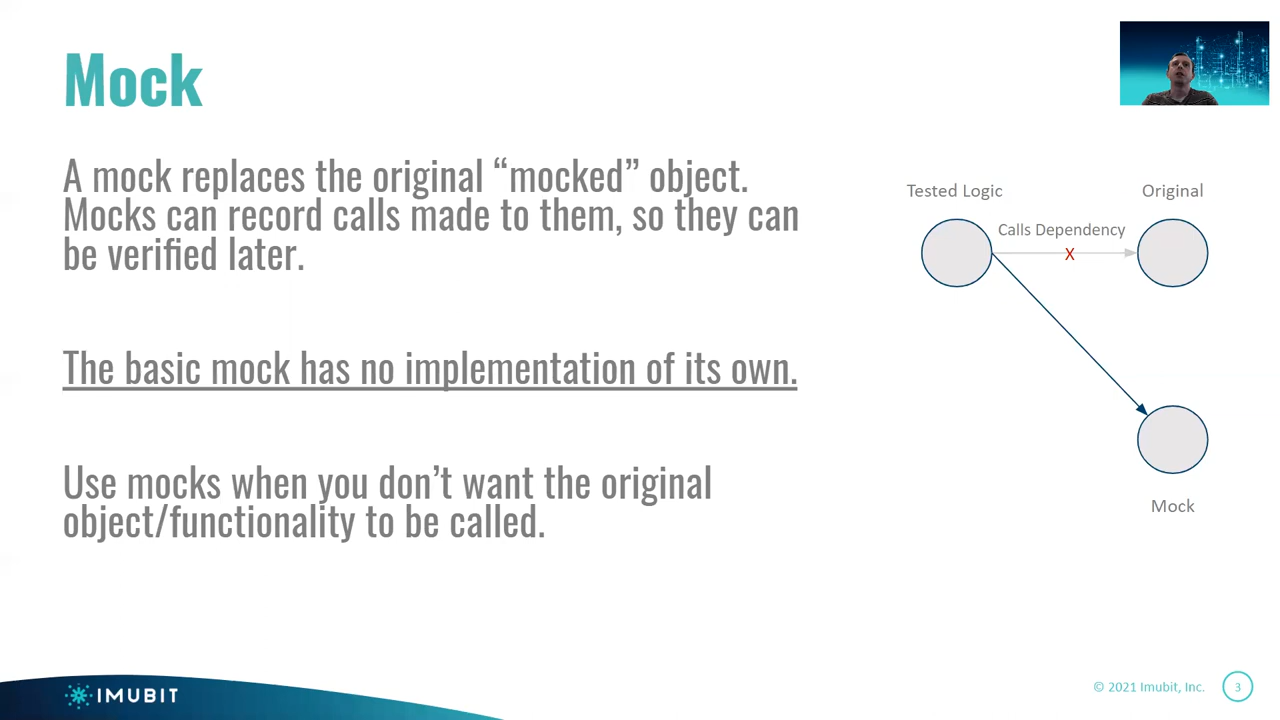 Mock
A mock replaces the original “mocked” object.
Mocks can record calls made to them, so they can
be verified later.
The basic mock has no implementation of its own.
Use mocks when you don’t want the original
object/functionality to be called.
Tested Logic
Original
Calls Dependency
X
Mock
IMUBIT
© 2021 Imubit, Inc.
3